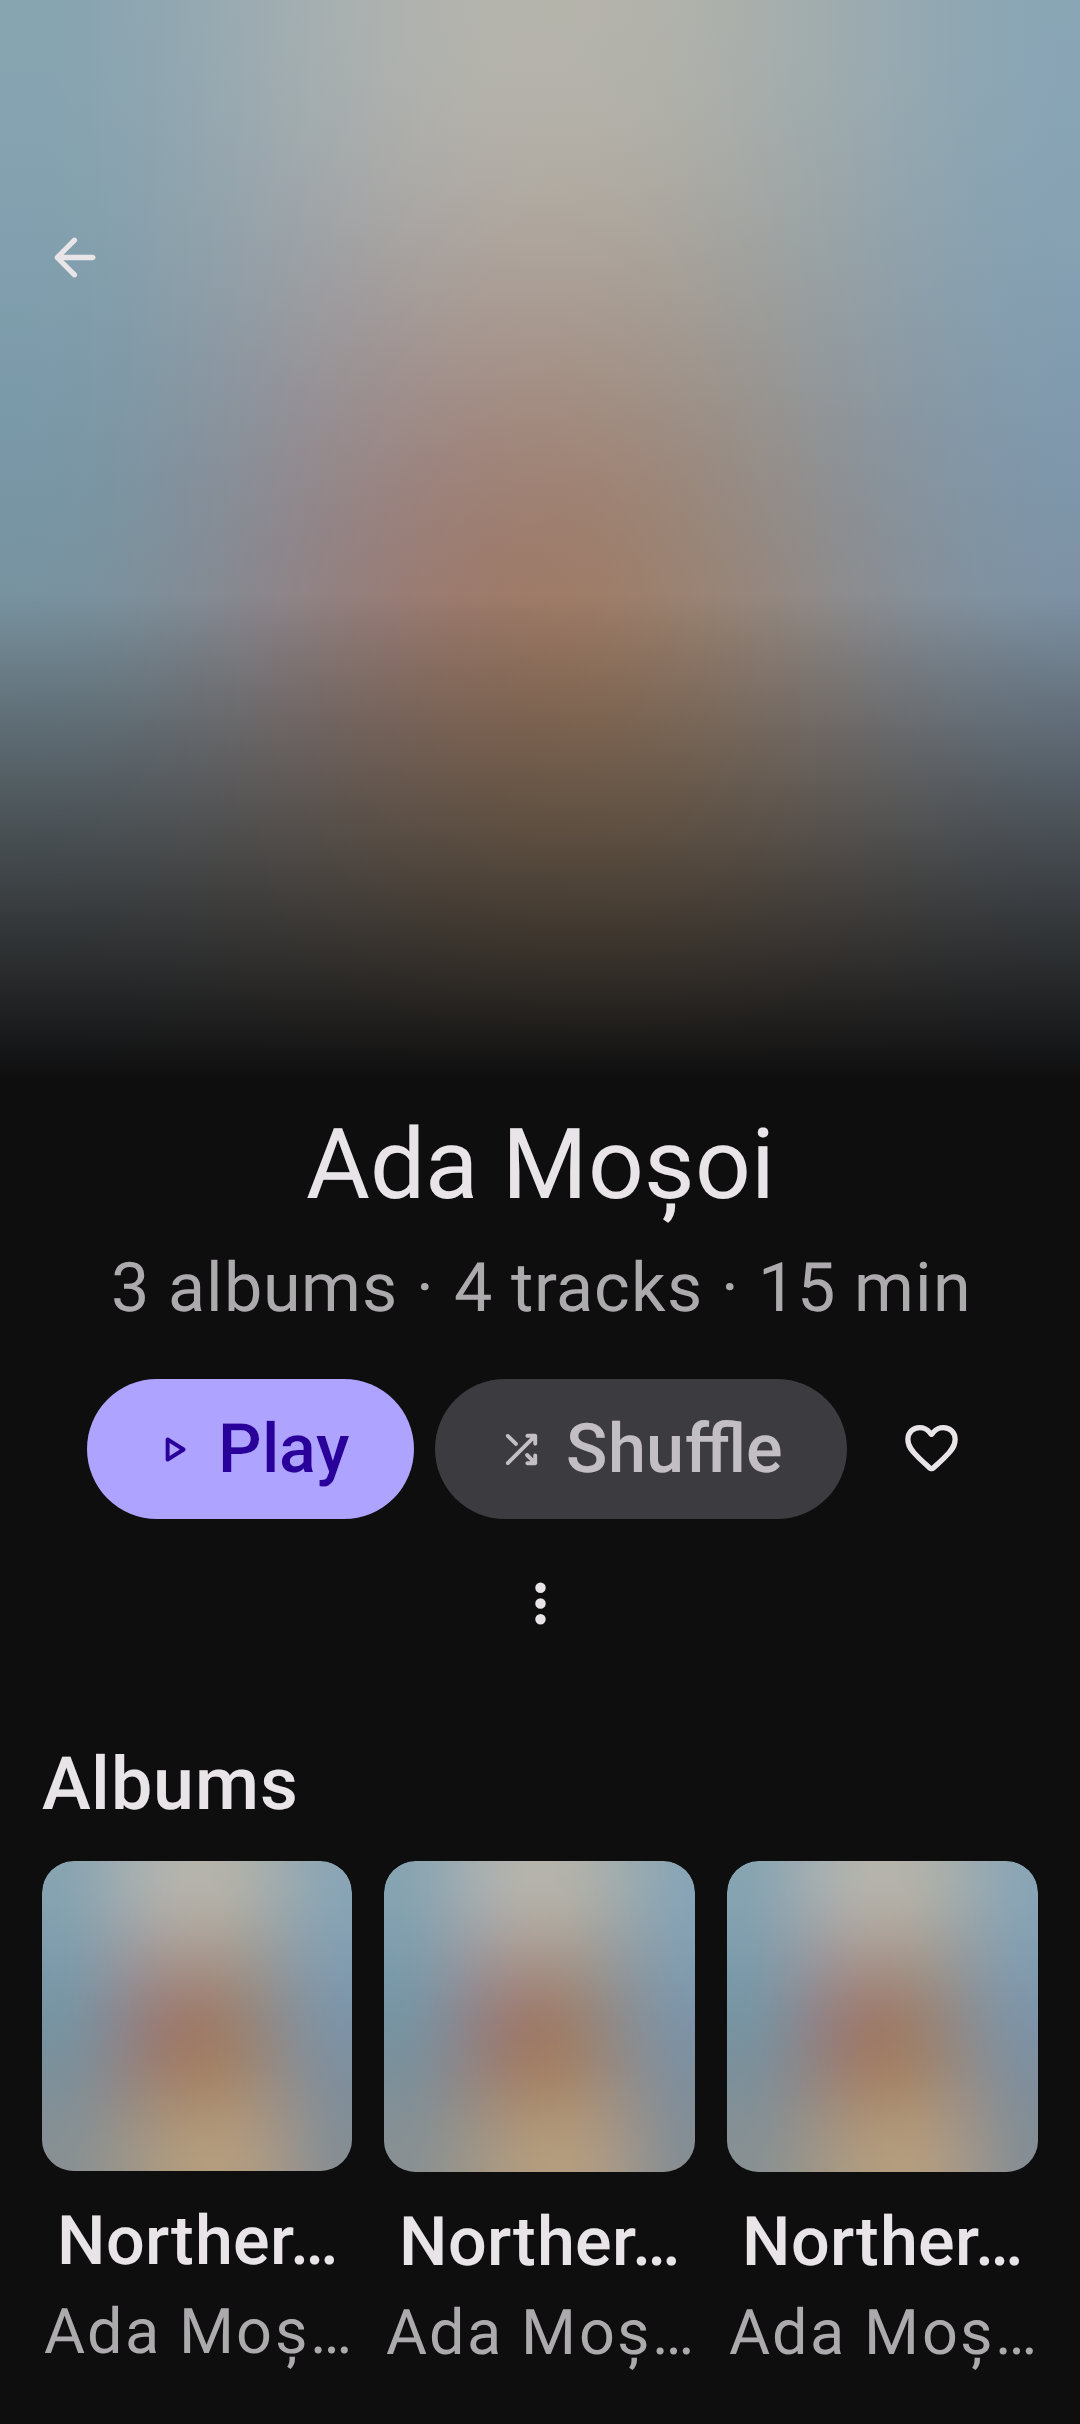 Ada Moșoi
3 albums · 4 tracks · 15 min
Play Shuffle
Albums
Norther… Norther… Norther…
Ada Moș… Ada Moș… Ada Moș…